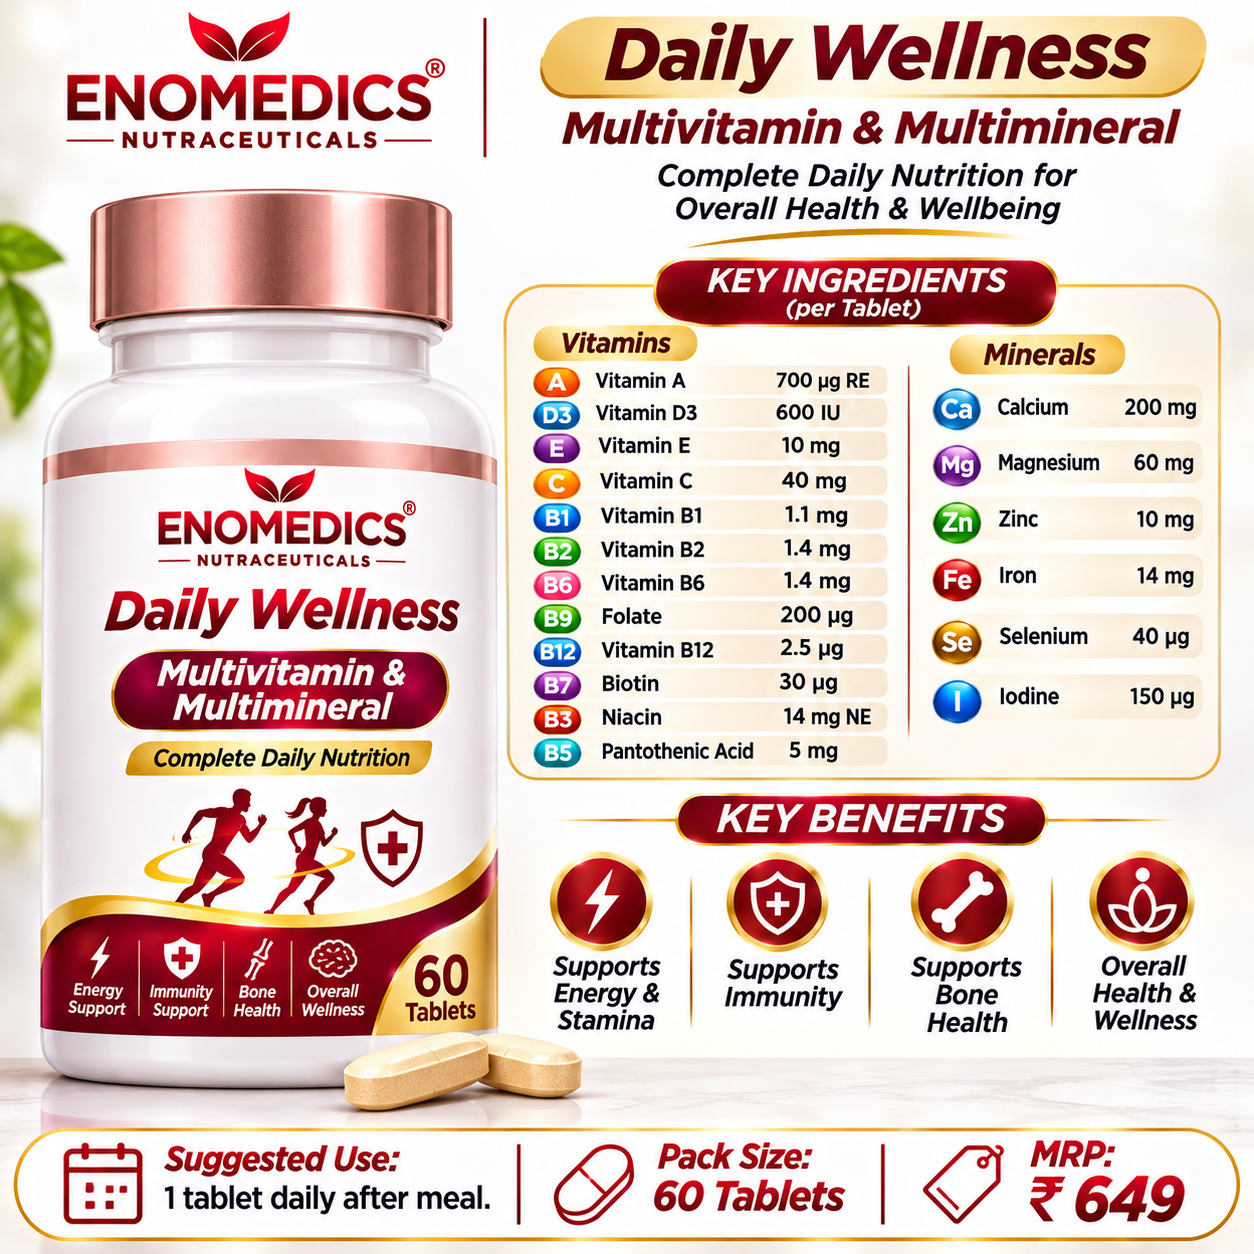 ENOMEDICS®
NUTRACEUTICALS
Daily Wellness
Multivitamin & Multimineral
Complete Daily Nutrition for
Overall Health & Wellbeing
KEY INGREDIENTS
(per Tablet)
Vitamins
A Vitamin A 700 µg RE
D3 Vitamin D3 600 IU
E Vitamin E 10 mg
C Vitamin C 40 mg
B1 Vitamin B1 1.1 mg
B2 Vitamin B2 1.4 mg
B6 Vitamin B6 1.4 mg
B9 Folate 200 µg
B12 Vitamin B12 2.5 µg
B7 Biotin 30 µg
B3 Niacin 14 mg NE
B5 Pantothenic Acid 5 mg
Minerals
Ca Calcium 200 mg
Mg Magnesium 60 mg
Zn Zinc 10 mg
Fe Iron 14 mg
Se Selenium 40 µg
I Iodine 150 µg
ENOMEDICS®
NUTRACEUTICALS
Daily Wellness
Multivitamin &
Multimineral
Complete Daily Nutrition
Energy
Support
Immunity
Support
Bone
Health
Overall
Wellness
60
Tablets
KEY BENEFITS
Supports
Energy &
Stamina
Supports
Immunity
Supports
Bone
Health
Overall
Health &
Wellness
Suggested Use:
1 tablet daily after meal.
Pack Size:
60 Tablets
MRP:
₹ 649